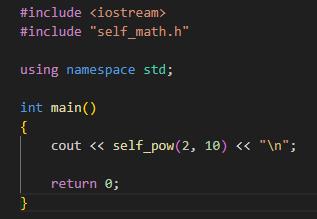 #include <iostream>
#include "self_math.h"
using namespace std;
int main()
{
cout << self_pow(2, 10) << "\n";
return 0;
}